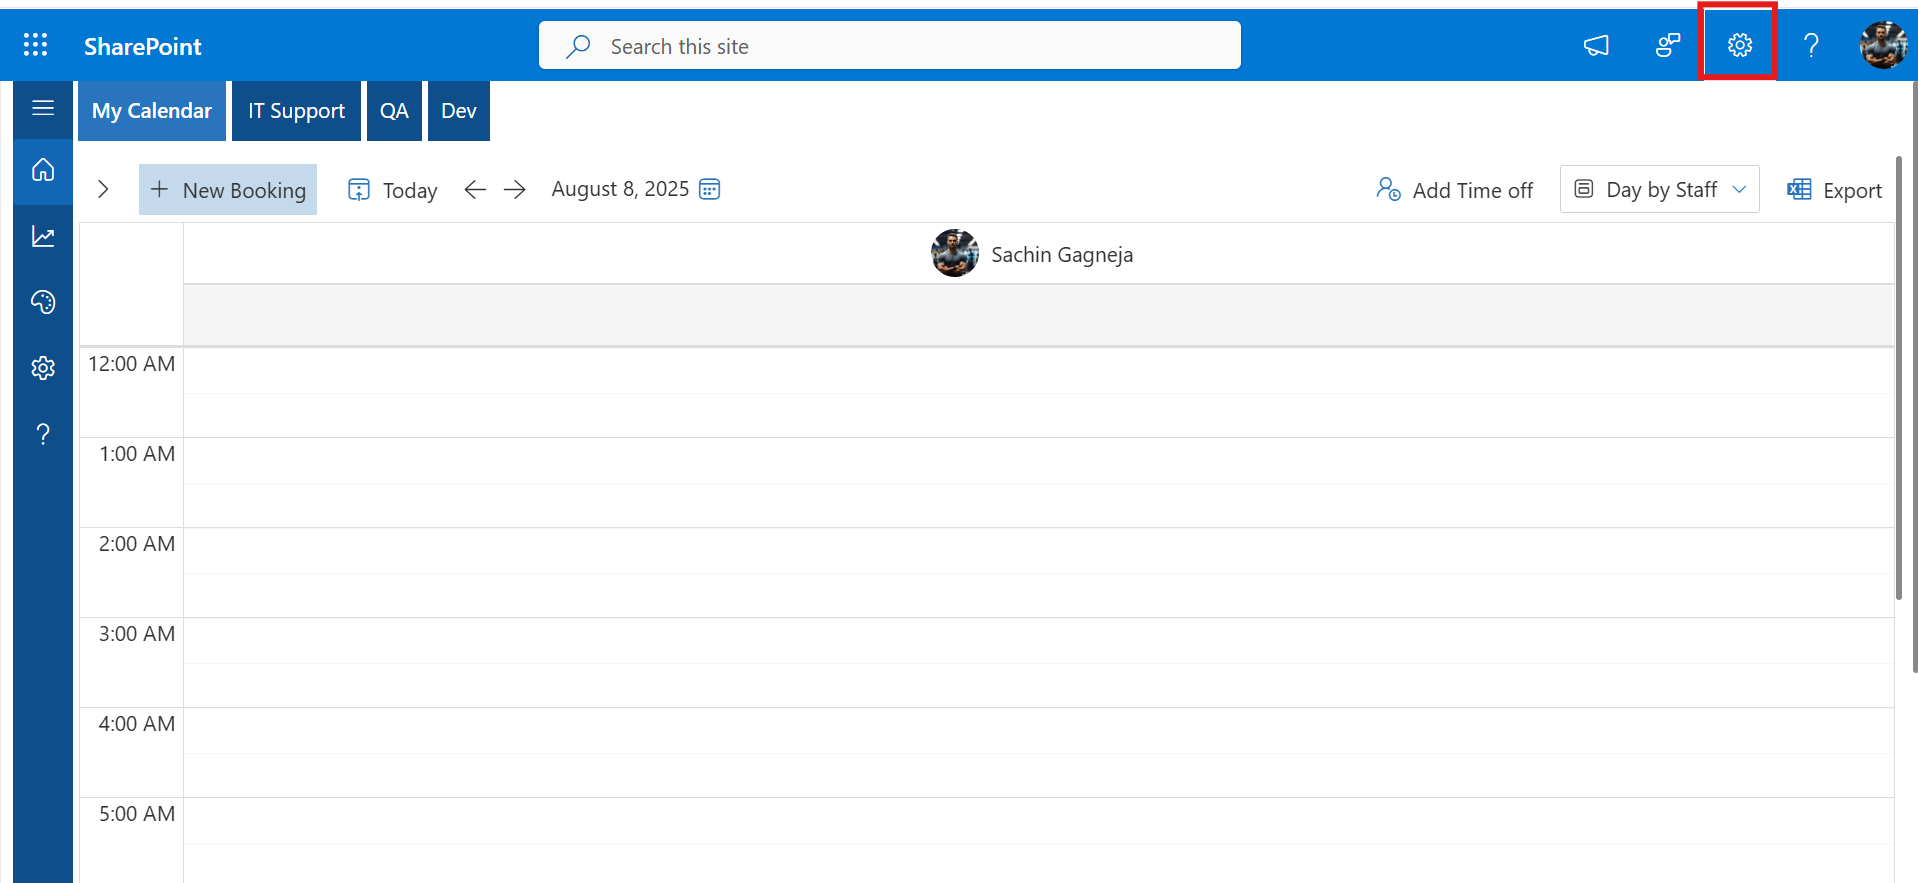 SharePoint
Search this site
?
My Calendar
IT Support
QA
Dev
+ New Booking
Today
August 8, 2025
Add Time off
Day by Staff
Export
Sachin Gagneja
12:00 AM
1:00 AM
2:00 AM
3:00 AM
4:00 AM
5:00 AM
?